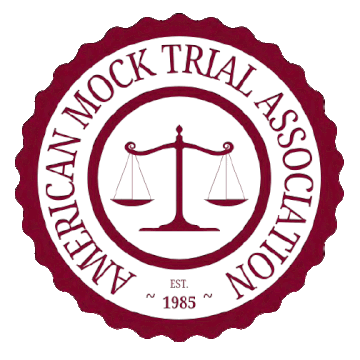 AMERICAN MOCK TRIAL ASSOCIATION
EST.
~ 1985 ~